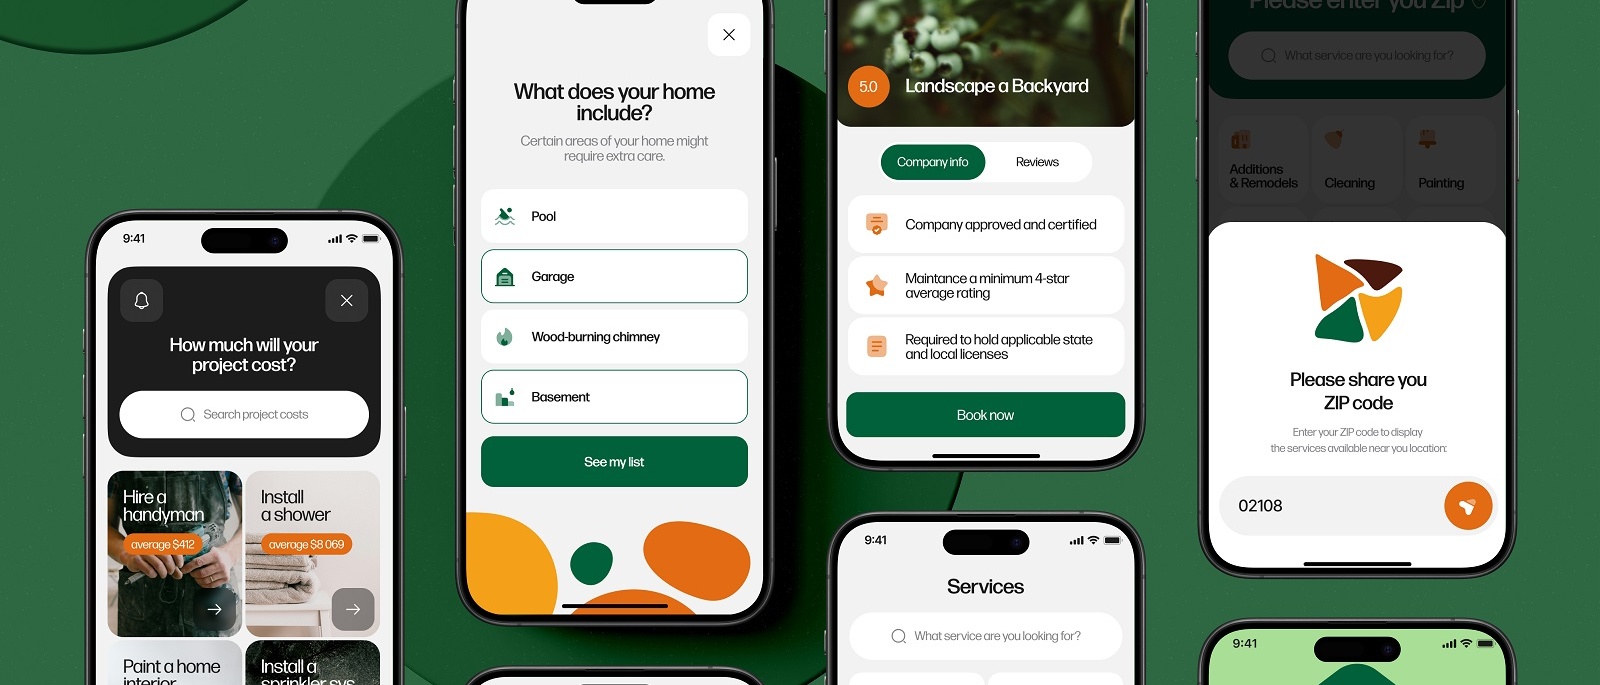 9:41
How much will your
project cost?
Search project costs
Hire a
handyman
average $412
Install
a shower
average $8 069
Paint a home
interior
Install a
sprinkler sys
What does your home
include?
Certain areas of your home might
require extra care.
Pool
Garage
Wood-burning chimney
Basement
See my list
5.0
Landscape a Backyard
Company info
Reviews
Company approved and certified
Maintance a minimum 4-star
average rating
Required to hold applicable state
and local licenses
Book now
9:41
Services
What service are you looking for?
Please enter you Zip
What service are you looking for?
Additions
& Remodels
Cleaning
Painting
Please share you
ZIP code
Enter your ZIP code to display
the services available near you location:
02108
9:41